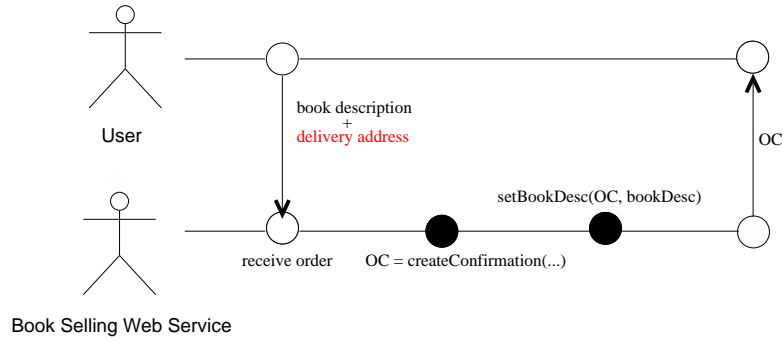 book description
+
delivery address
User
OC
setBookDesc(OC, bookDesc)
receive order
OC = createConfirmation(...)
Book Selling Web Service